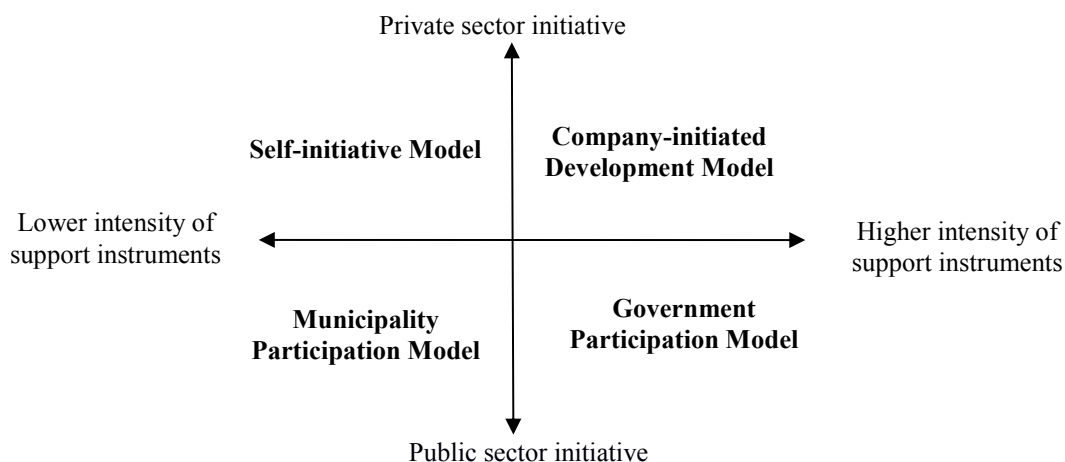 Private sector initiative
Self-initiative Model
Company-initiated
Development Model
Lower intensity of
support instruments
Higher intensity of
support instruments
Municipality
Participation Model
Government
Participation Model
Public sector initiative